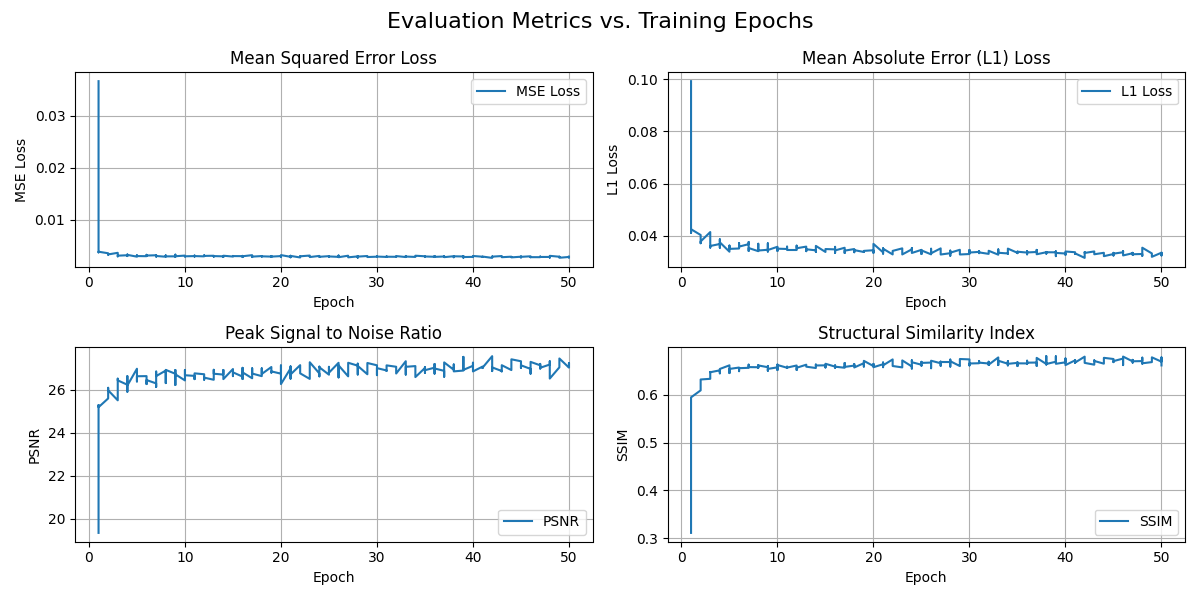 Evaluation Metrics vs. Training Epochs
Mean Squared Error Loss
MSE Loss
0.03
0.02
0.01
MSE Loss
0 10 20 30 40 50
Epoch
Mean Absolute Error (L1) Loss
L1 Loss
0.10
0.08
0.06
0.04
L1 Loss
0 10 20 30 40 50
Epoch
Peak Signal to Noise Ratio
PSNR
26
24
22
20
PSNR
0 10 20 30 40 50
Epoch
Structural Similarity Index
SSIM
0.6
0.5
0.4
0.3
SSIM
0 10 20 30 40 50
Epoch